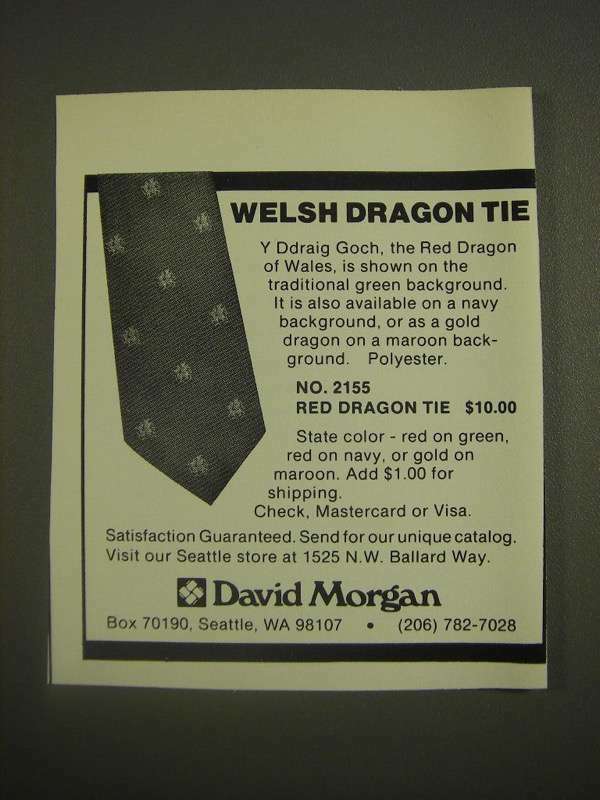 WELSH DRAGON TIE
Y Ddraig Goch, the Red Dragon
of Wales, is shown on the
traditional green background.
It is also available on a navy
background, or as a gold
dragon on a maroon back-
ground. Polyester.
NO. 2155
RED DRAGON TIE $10.00
State color - red on green,
red on navy, or gold on
maroon. Add $1.00 for
shipping.
Check, Mastercard or Visa.
Satisfaction Guaranteed. Send for our unique catalog.
Visit our Seattle store at 1525 N.W. Ballard Way.
David Morgan
Box 70190, Seattle, WA 98107 • (206) 782-7028